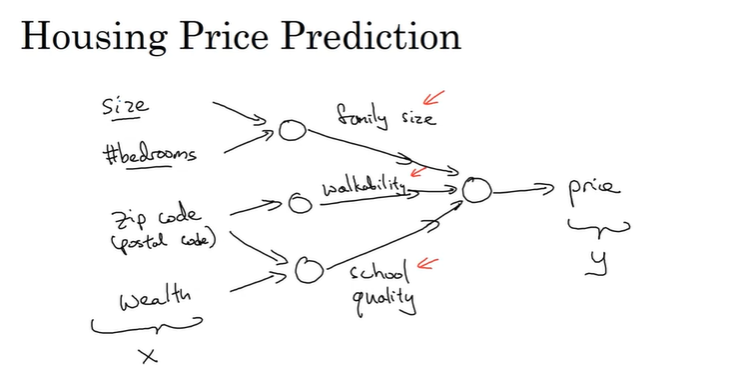 Housing Price Prediction
size
#bedrooms
zip code
(postal code)
wealth
x
family size
walkability
school
quality
price
y